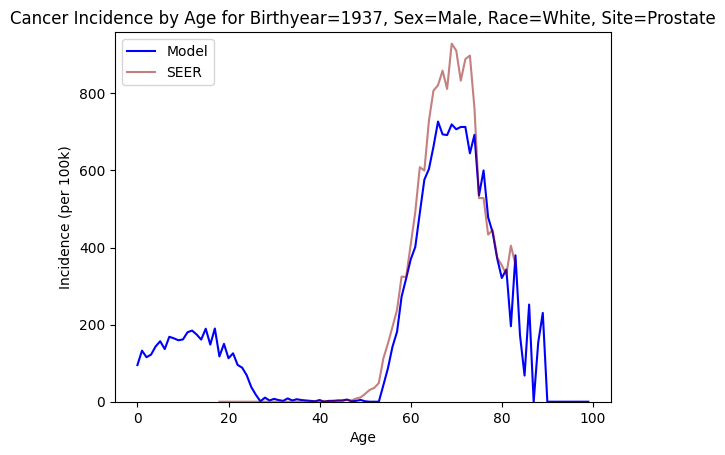 Cancer Incidence by Age for Birthyear=1937, Sex=Male, Race=White, Site=Prostate
Model
SEER
800
600
400
200
0
Incidence (per 100k)
0 20 40 60 80 100
Age